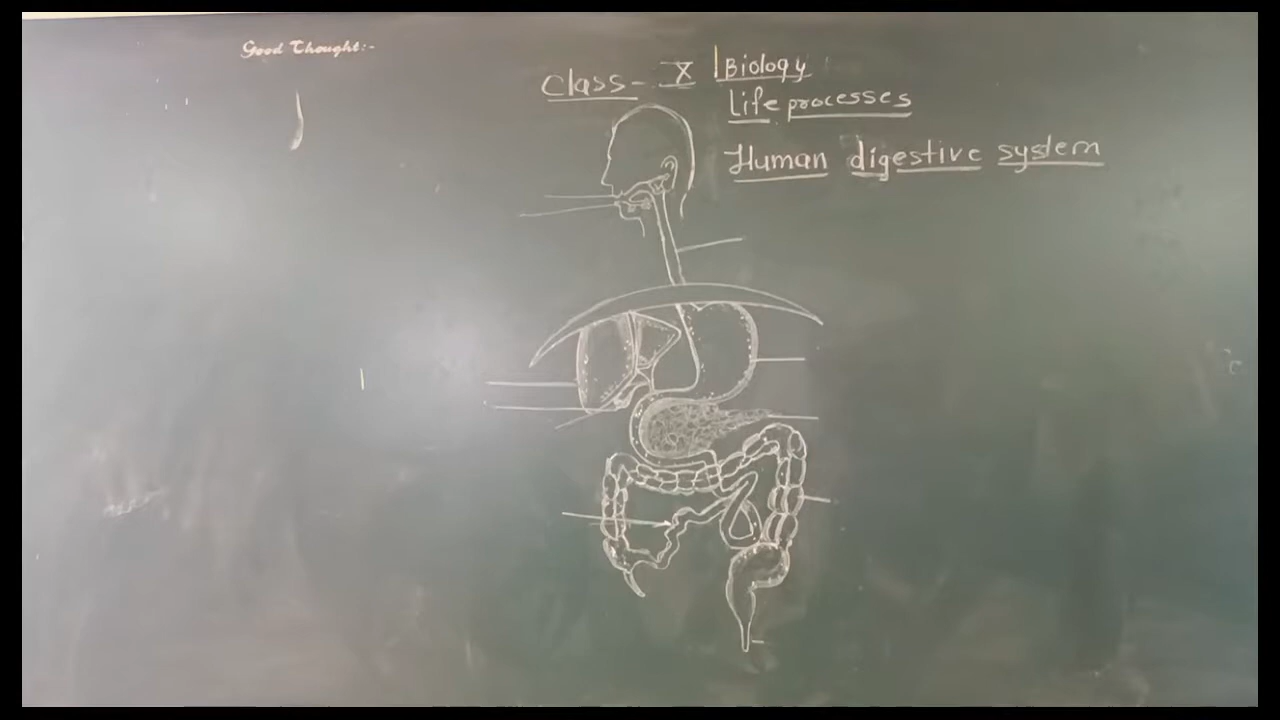 Good Thought:-
Class- X | Biology
Life processes
Human digestive system